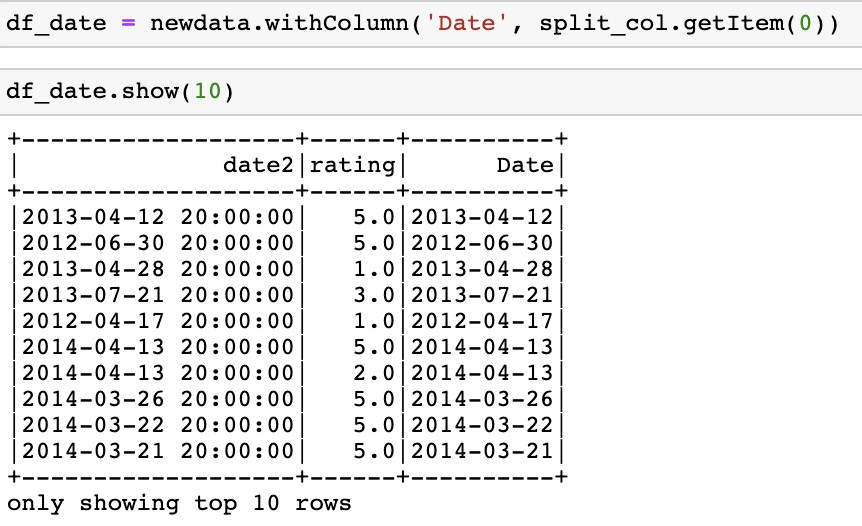 df_date = newdata.withColumn('Date', split_col.getItem(0))
df_date.show(10)
+-------------------+------+----------+
|              date2|rating|      Date|
+-------------------+------+----------+
|2013-04-12 20:00:00|   5.0|2013-04-12|
|2012-06-30 20:00:00|   5.0|2012-06-30|
|2013-04-28 20:00:00|   1.0|2013-04-28|
|2013-07-21 20:00:00|   3.0|2013-07-21|
|2012-04-17 20:00:00|   1.0|2012-04-17|
|2014-04-13 20:00:00|   5.0|2014-04-13|
|2014-04-13 20:00:00|   2.0|2014-04-13|
|2014-03-26 20:00:00|   5.0|2014-03-26|
|2014-03-22 20:00:00|   5.0|2014-03-22|
|2014-03-21 20:00:00|   5.0|2014-03-21|
+-------------------+------+----------+
only showing top 10 rows